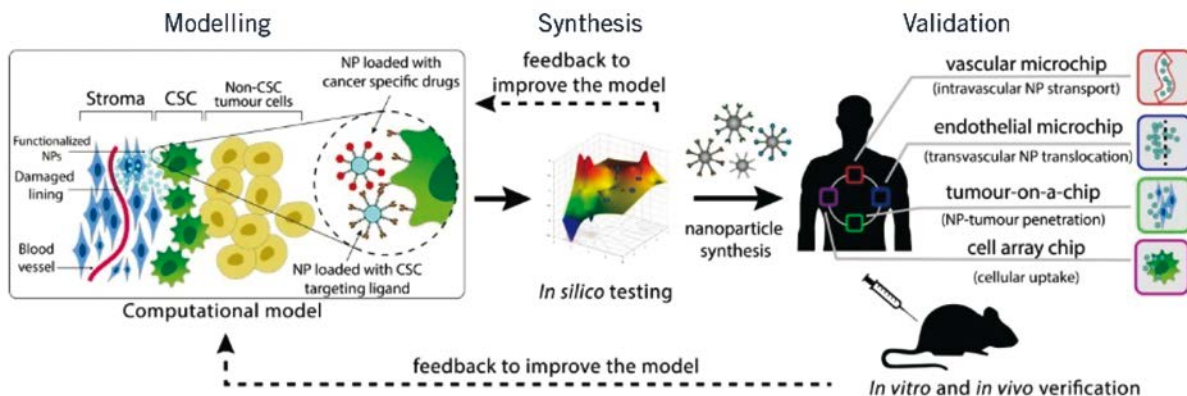 Modelling
Synthesis
Validation
NP loaded with
cancer specific drugs
Non-CSC
tumour cells
Stroma
CSC
Functionalized
NPs
Damaged
lining
Blood
vessel
NP loaded with CSC
targeting ligand
Computational model
feedback to
improve the model
In silico testing
nanoparticle
synthesis
vascular microchip
(intravascular NP stransport)
endothelial microchip
(transvascular NP translocation)
tumour-on-a-chip
(NP-tumour penetration)
cell array chip
(cellular uptake)
feedback to improve the model
In vitro and in vivo verification